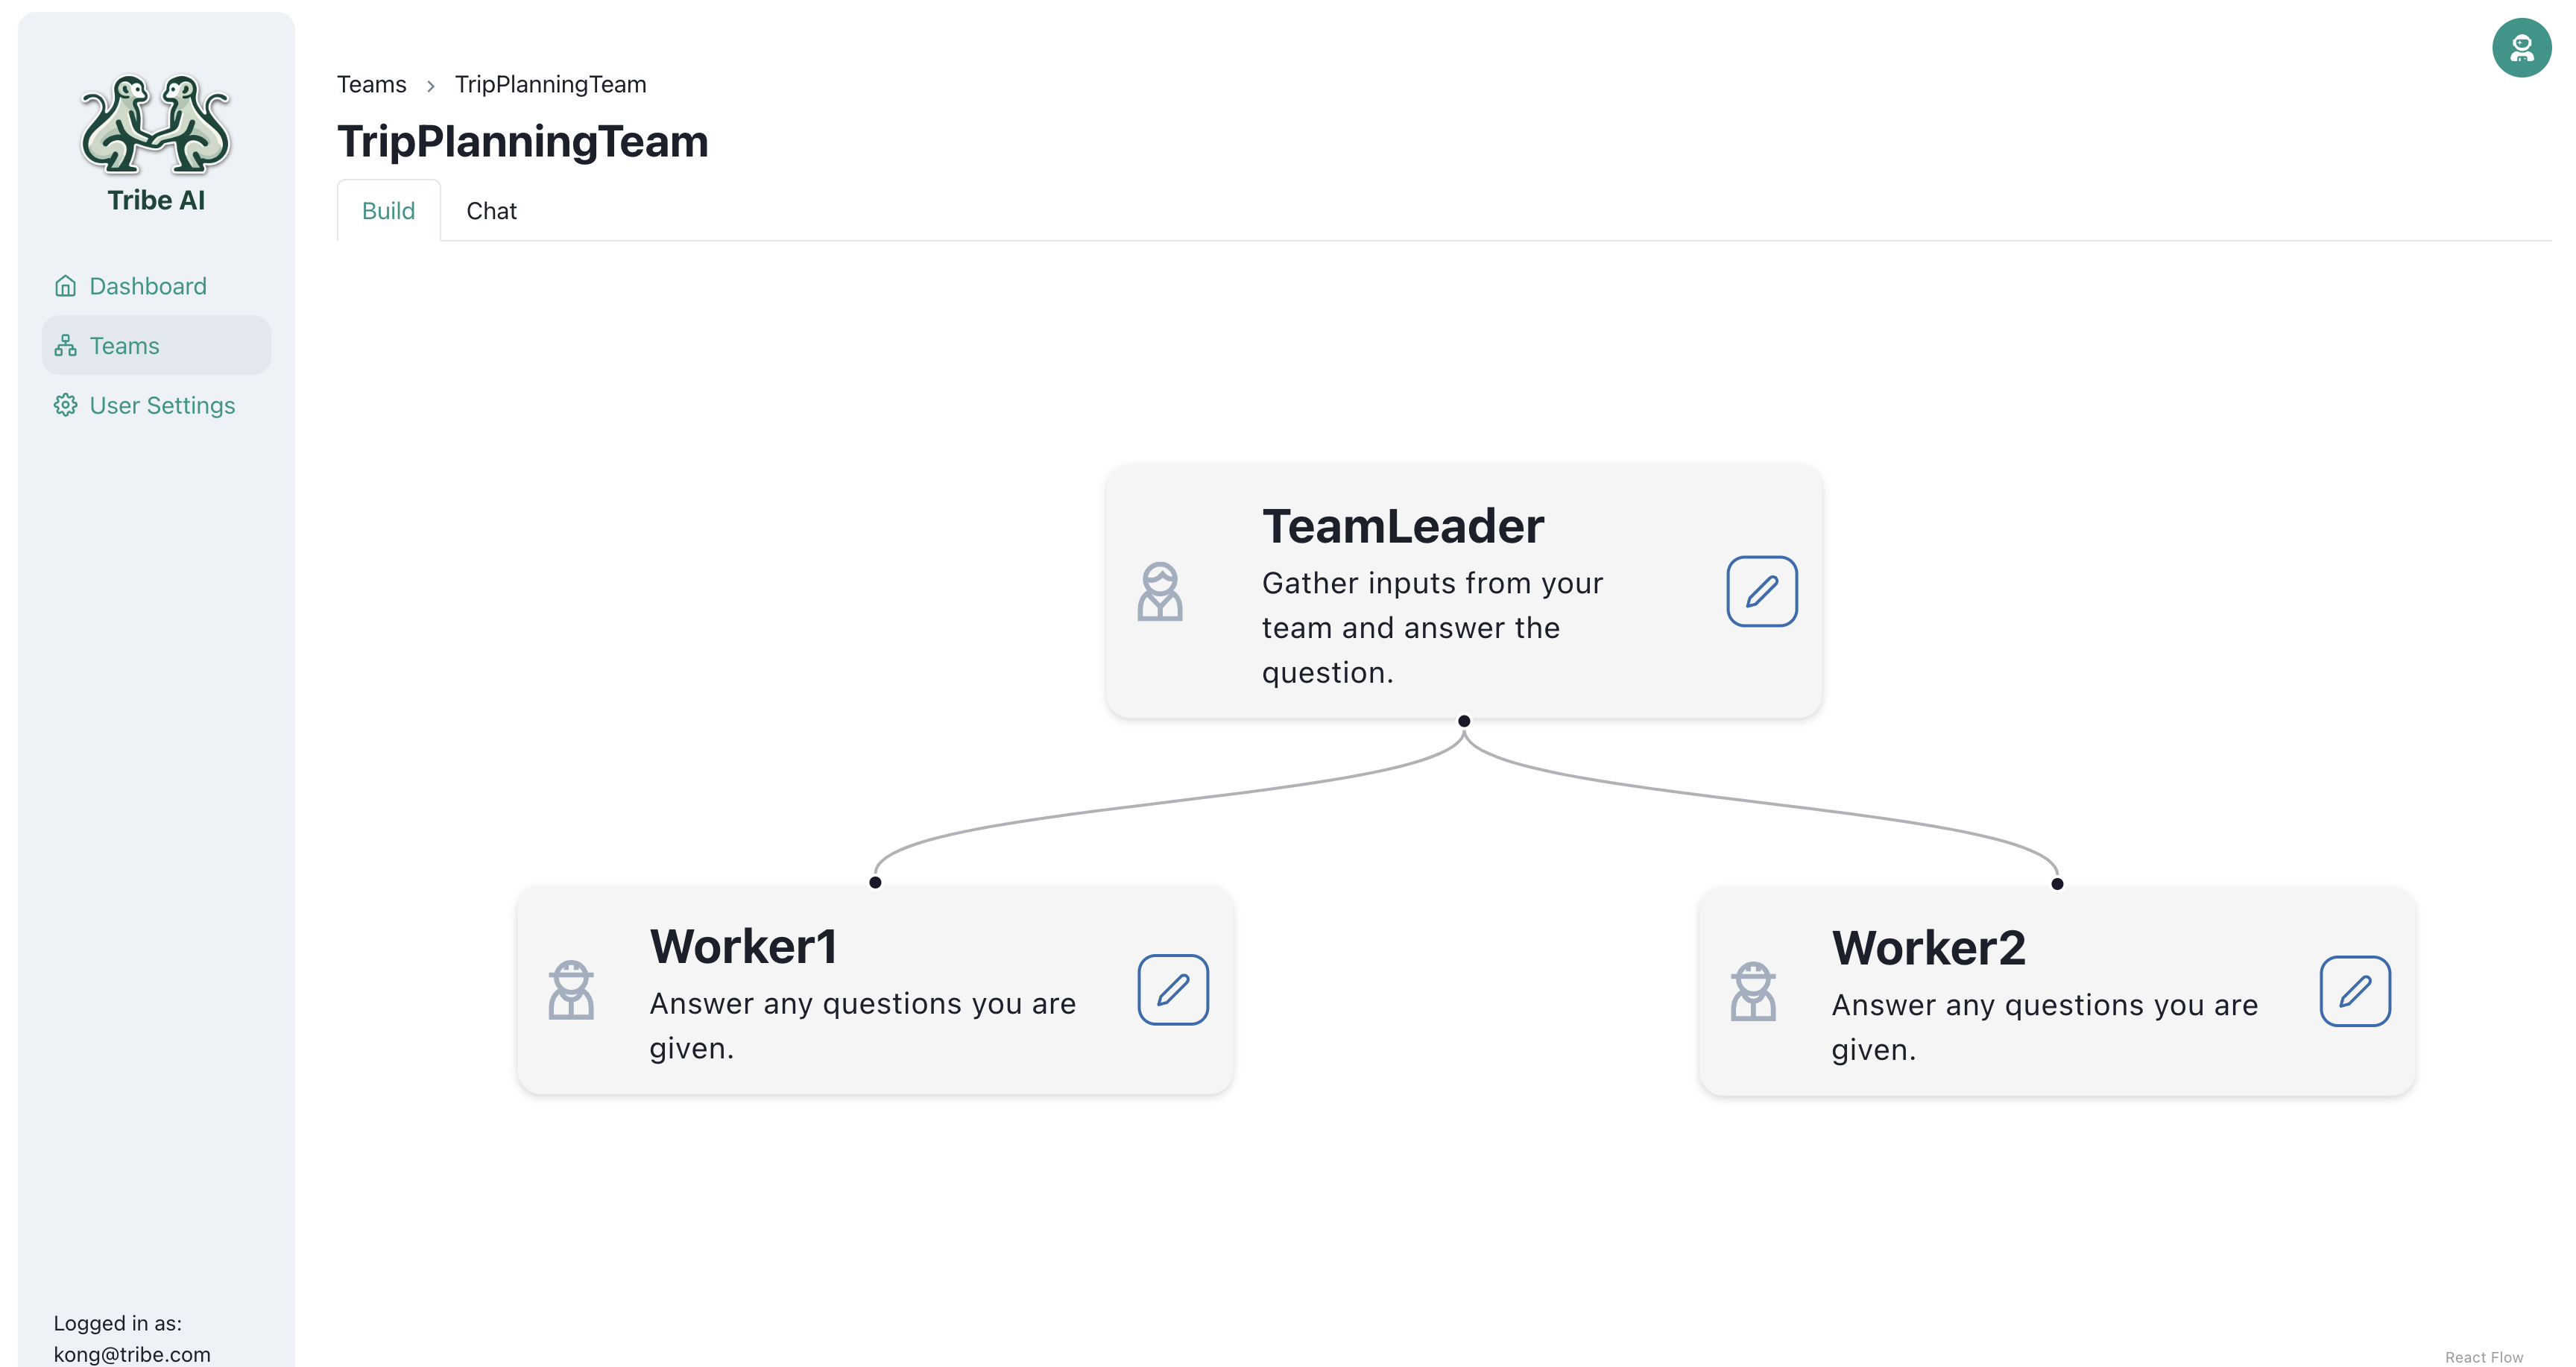 Tribe AI
Dashboard
Teams
User Settings
Logged in as:
kong@tribe.com
Teams › TripPlanningTeam
TripPlanningTeam
Build Chat
TeamLeader
Gather inputs from your
team and answer the
question.
Worker1
Answer any questions you are
given.
Worker2
Answer any questions you are
given.
React Flow